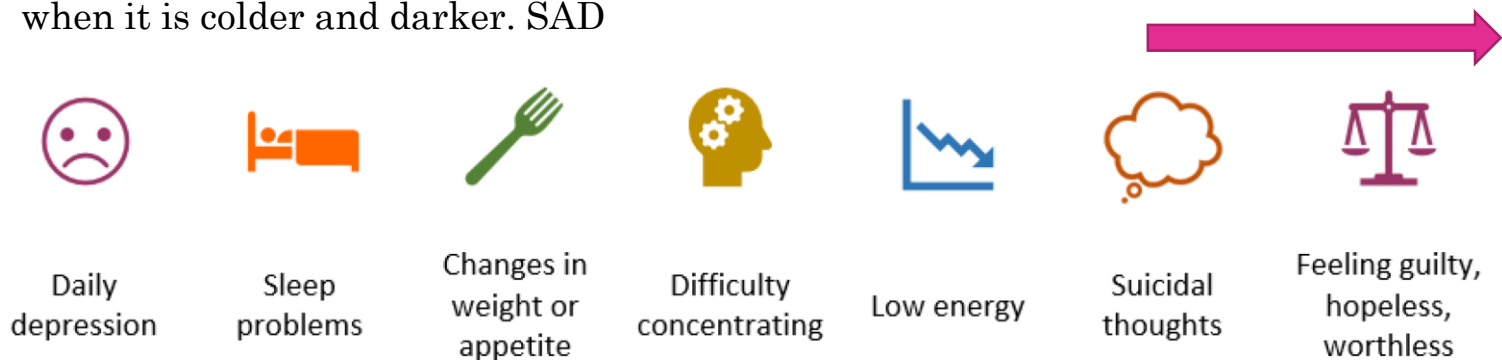 when it is colder and darker. SAD
Daily
depression
Sleep
problems
Changes in
weight or
appetite
Difficulty
concentrating
Low energy
Suicidal
thoughts
Feeling guilty,
hopeless,
worthless